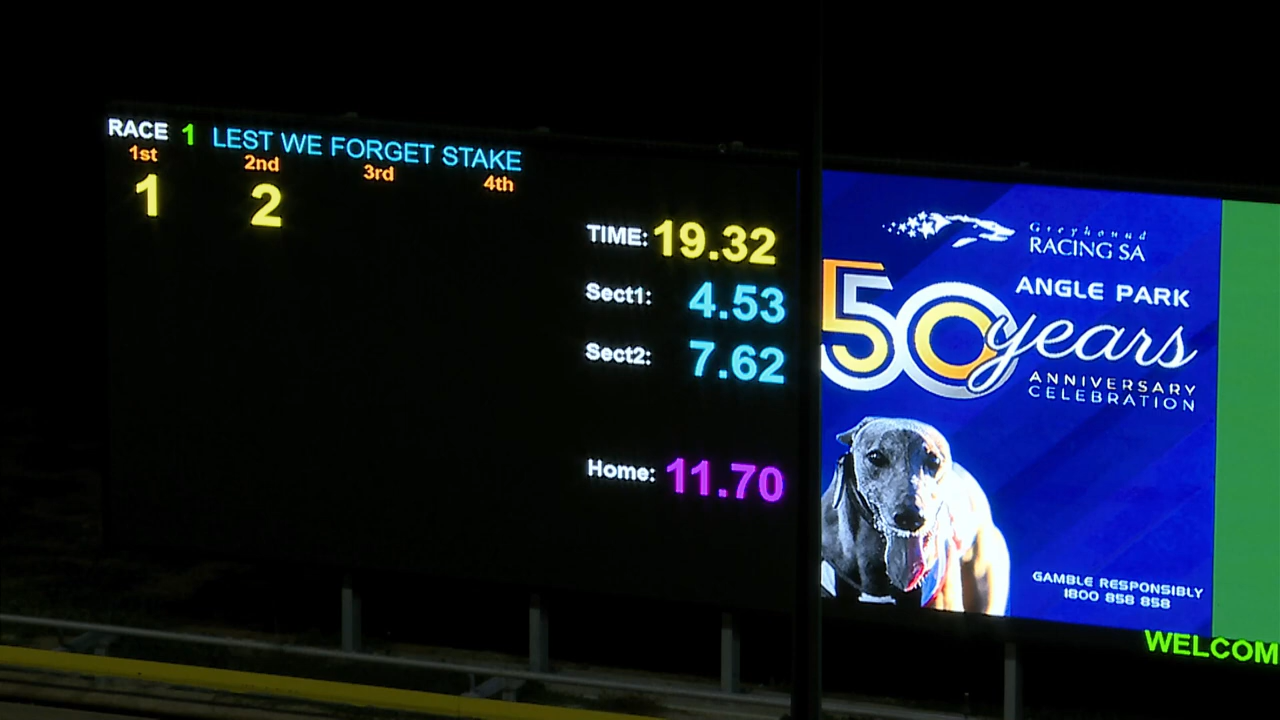 RACE 1 LEST WE FORGET STAKE
1st 2nd 3rd 4th
1 2
TIME: 19.32
Sect1: 4.53
Sect2: 7.62
Home: 11.70
Greyhound
RACING SA
ANGLE PARK
50 years
ANNIVERSARY
CELEBRATION
GAMBLE RESPONSIBLY
1800 858 858
WELCOM